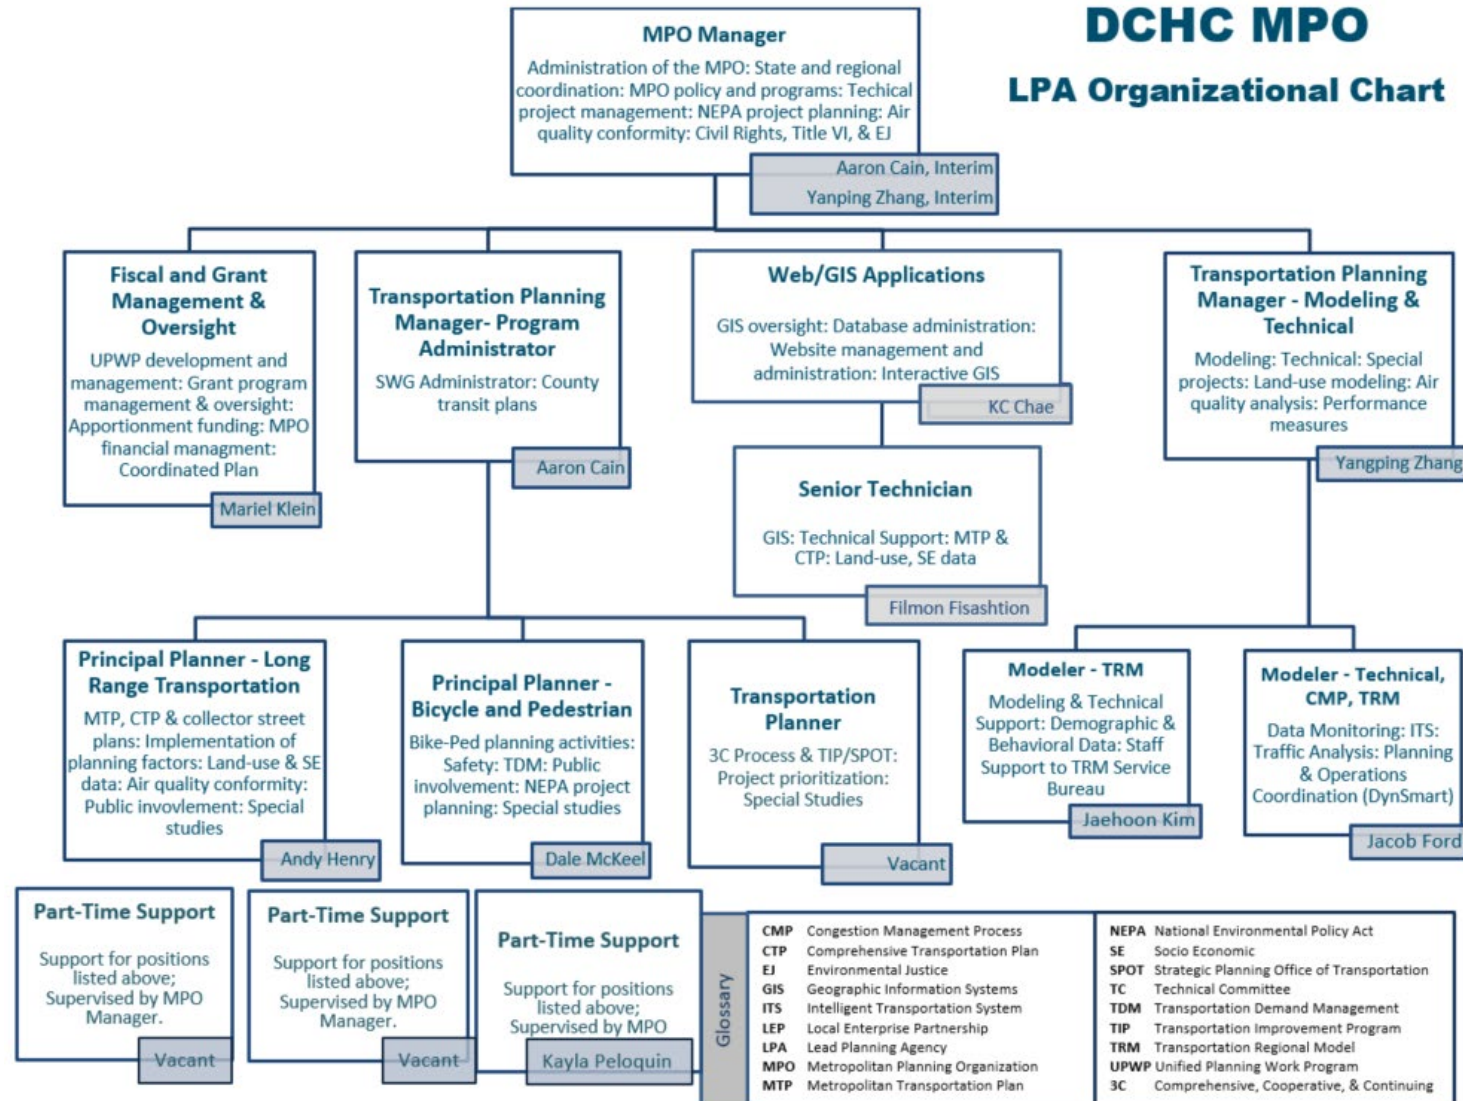 DCHC MPO
LPA Organizational Chart
MPO Manager
Administration of the MPO: State and regional
coordination: MPO policy and programs: Techical
project management: NEPA project planning: Air
quality conformity: Civil Rights, Title VI, & EJ
Aaron Cain, Interim
Yanping Zhang, Interim
Fiscal and Grant
Management &
Oversight
UPWP development and
management: Grant program
management & oversight:
Apportionment funding: MPO
financial managment:
Coordinated Plan
Mariel Klein
Transportation Planning
Manager- Program
Administrator
SWG Administrator: County
transit plans
Aaron Cain
Web/GIS Applications
GIS oversight: Database administration:
Website management and
administration: Interactive GIS
KC Chae
Transportation Planning
Manager - Modeling &
Technical
Modeling: Technical: Special
projects: Land-use modeling: Air
quality analysis: Performance
measures
Yangping Zhang
Senior Technician
GIS: Technical Support: MTP &
CTP: Land-use, SE data
Filmon Fisashtion
Principal Planner - Long
Range Transportation
MTP, CTP & collector street
plans: Implementation of
planning factors: Land-use & SE
data: Air quality conformity:
Public invovlement: Special
studies
Andy Henry
Principal Planner -
Bicycle and Pedestrian
Bike-Ped planning activities:
Safety: TDM: Public
involvement: NEPA project
planning: Special studies
Dale McKeel
Transportation
Planner
3C Process & TIP/SPOT:
Project prioritization:
Special Studies
Vacant
Modeler - TRM
Modeling & Technical
Support: Demographic &
Behavioral Data: Staff
Support to TRM Service
Bureau
Jaehoon Kim
Modeler - Technical,
CMP, TRM
Data Monitoring: ITS:
Traffic Analysis: Planning
& Operations
Coordination (DynSmart)
Jacob Ford
Part-Time Support
Support for positions
listed above;
Supervised by MPO
Manager.
Vacant
Part-Time Support
Support for positions
listed above;
Supervised by MPO
Manager.
Vacant
Part-Time Support
Support for positions
listed above;
Supervised by MPO
Kayla Peloquin
Glossary
CMP Congestion Management Process
CTP Comprehensive Transportation Plan
EJ Environmental Justice
GIS Geographic Information Systems
ITS Intelligent Transportation System
LEP Local Enterprise Partnership
LPA Lead Planning Agency
MPO Metropolitan Planning Organization
MTP Metropolitan Transportation Plan
NEPA National Environmental Policy Act
SE Socio Economic
SPOT Strategic Planning Office of Transportation
TC Technical Committee
TDM Transportation Demand Management
TIP Transportation Improvement Program
TRM Transportation Regional Model
UPWP Unified Planning Work Program
3C Comprehensive, Cooperative, & Continuing